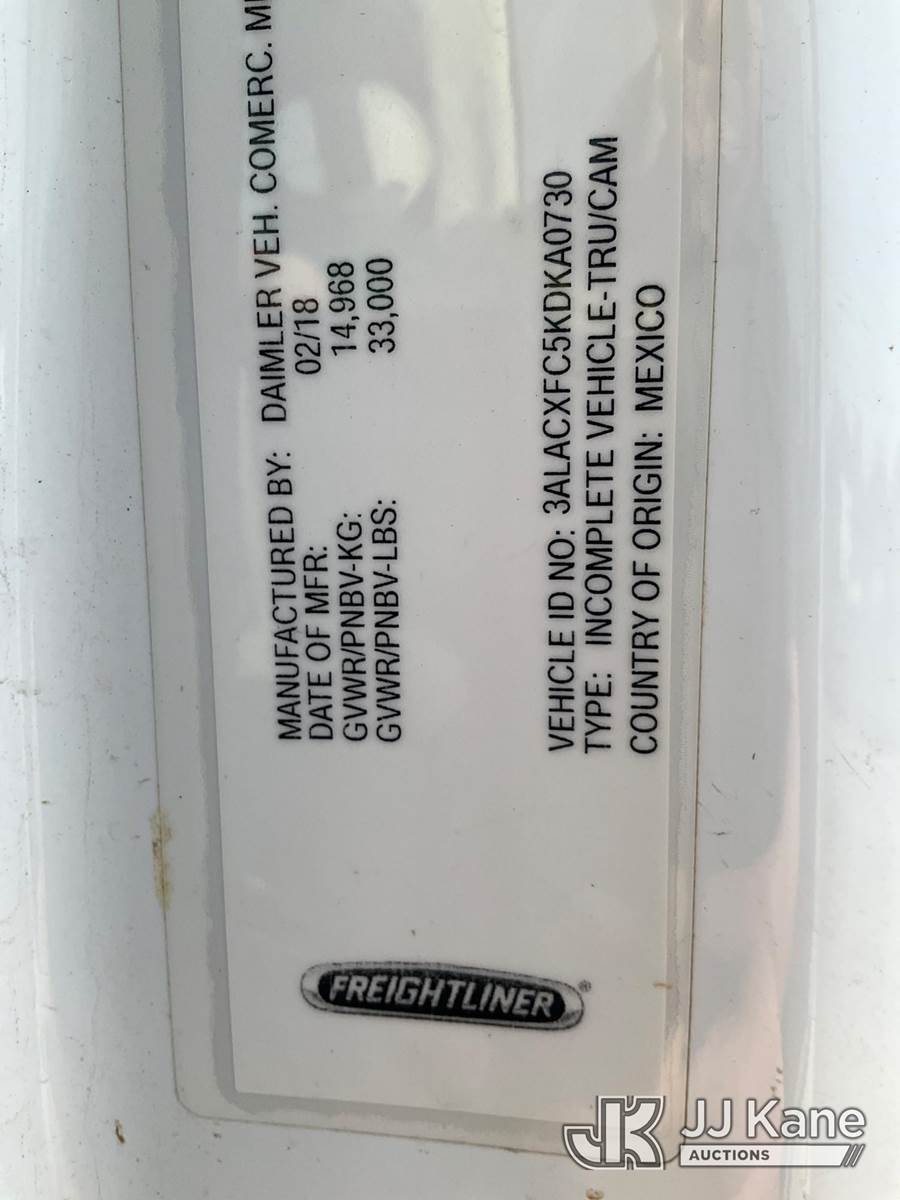 MANUFACTURED BY: DAIMLER VEH. COMERC.
DATE OF MFR: 02/18
GVWR/PNBV-KG: 14,968
GVWR/PNBV-LBS: 33,000
VEHICLE ID NO: 3ALACXFC5KDKA0730
TYPE: INCOMPLETE VEHICLE-TRU/CAM
COUNTRY OF ORIGIN: MEXICO
FREIGHTLINER®
JK JJ Kane
AUCTIONS